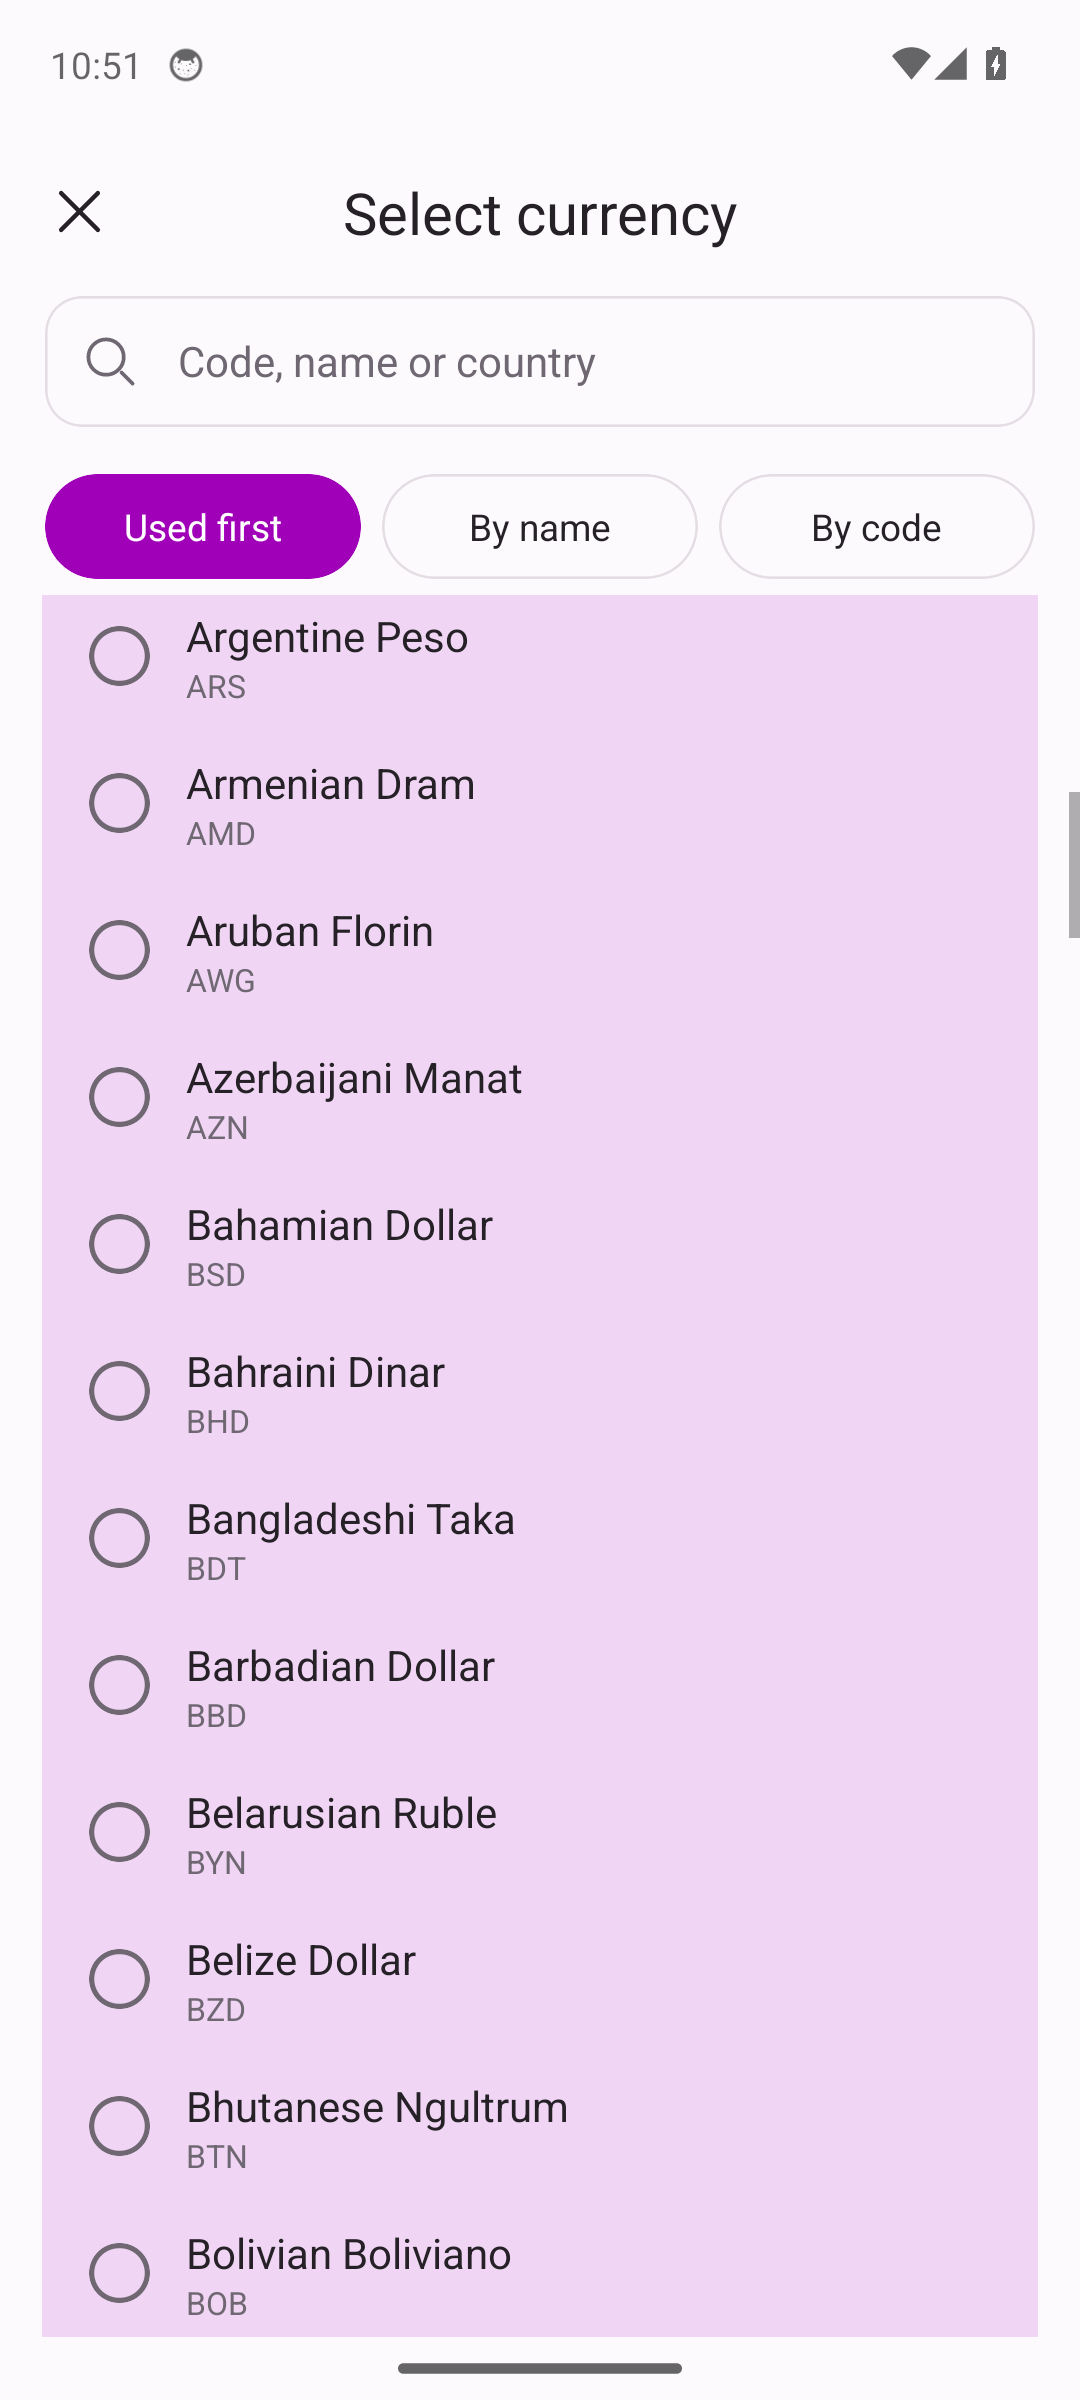 10:51
Select currency
Code, name or country
Used first
By name
By code
Argentine Peso
ARS
Armenian Dram
AMD
Aruban Florin
AWG
Azerbaijani Manat
AZN
Bahamian Dollar
BSD
Bahraini Dinar
BHD
Bangladeshi Taka
BDT
Barbadian Dollar
BBD
Belarusian Ruble
BYN
Belize Dollar
BZD
Bhutanese Ngultrum
BTN
Bolivian Boliviano
BOB